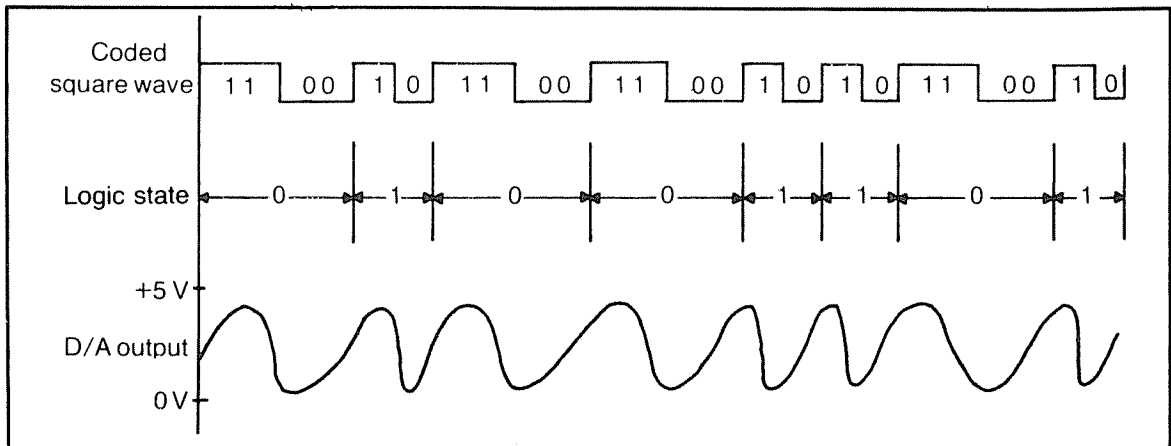 Coded
square wave
11 00 1 0 11 00 11 00 1 0 1 0 11 00 1 0
Logic state
0 1 0 0 1 1 0 1
+5 V
D/A output
0 V